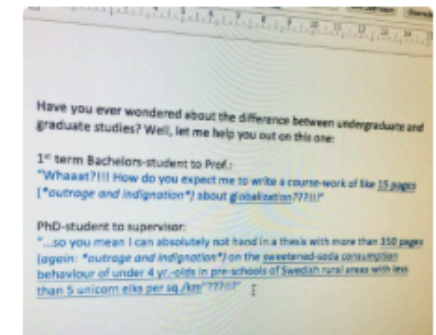 Have you ever wondered about the difference between undergraduate and
graduate studies? Well, let me help you out on this one:
1st term Bachelors-student to Prof.:
"Whaaat?!!! How do you expect me to write a course-work of like 15 pages
(*outrage and indignation*) about globalization???!!!"
PhD-student to supervisor:
"...so you mean I can absolutely not hand in a thesis with more than 350 pages
(again: *outrage and indignation*) on the sweetened-soda consumption
behaviour of under 4 yr.-olds in pre-schools of Swedish rural areas with less
than 5 unicorn elks per sq./km"???!!!"